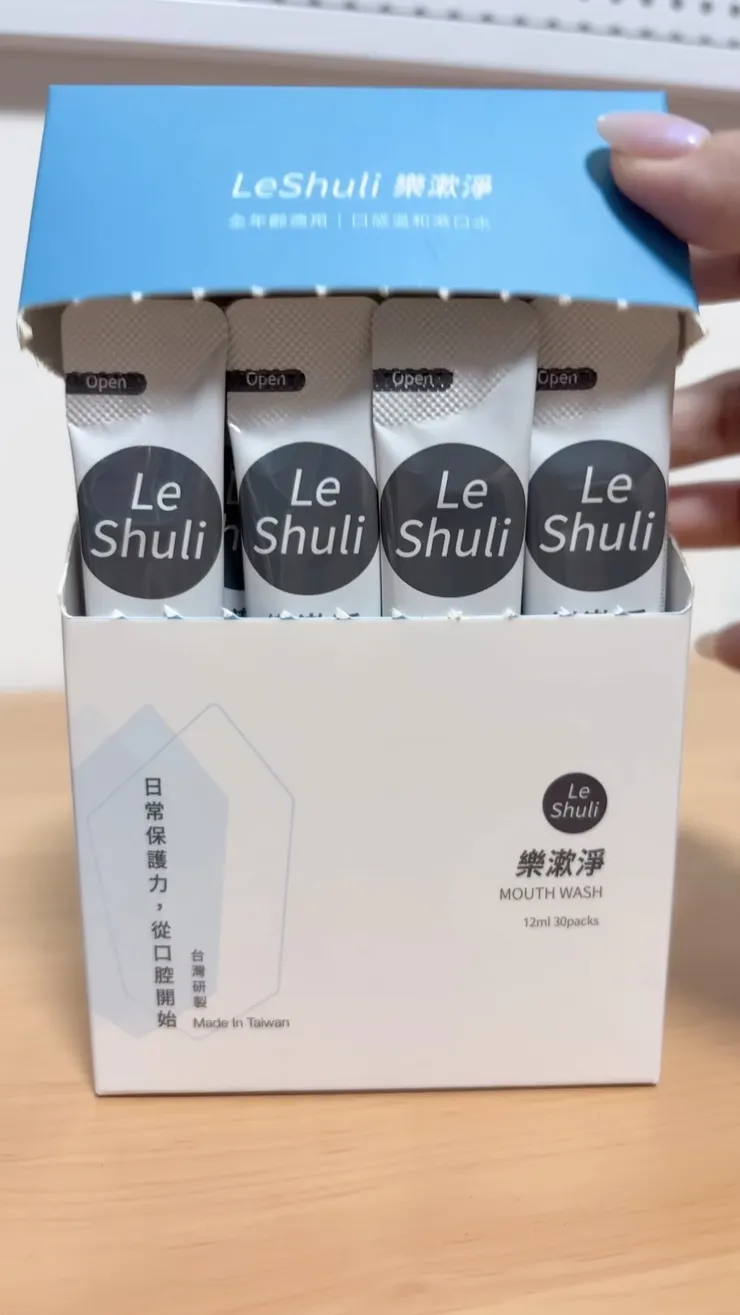 LeShuli 樂漱淨
全年齡適用｜口感溫和漱口水
Open
Open
Open
Open
Le
Shuli
Le
Shuli
Le
Shuli
Le
Shuli
日常保護力，從口腔開始
台灣研製
Made In Taiwan
Le
Shuli
樂漱淨
MOUTH WASH
12ml 30packs